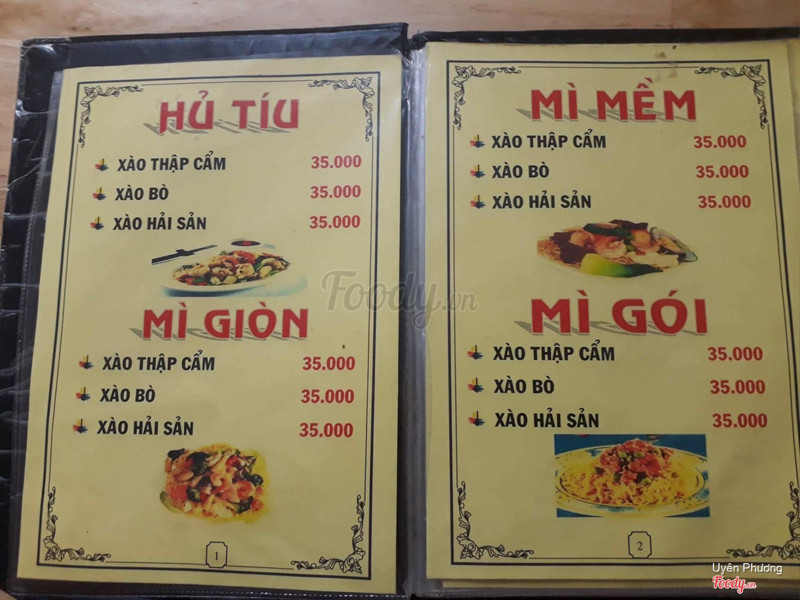 HỦ TÍU
XÀO THẬP CẨM 35.000
XÀO BÒ 35.000
XÀO HẢI SẢN 35.000
MÌ GIÒN
XÀO THẬP CẨM 35.000
XÀO BÒ 35.000
XÀO HẢI SẢN 35.000
1
MÌ MỀM
XÀO THẬP CẨM 35.000
XÀO BÒ 35.000
XÀO HẢI SẢN 35.000
MÌ GÓI
XÀO THẬP CẨM 35.000
XÀO BÒ 35.000
XÀO HẢI SẢN 35.000
2
Foody.vn
Uyên Phương
Foody.vn